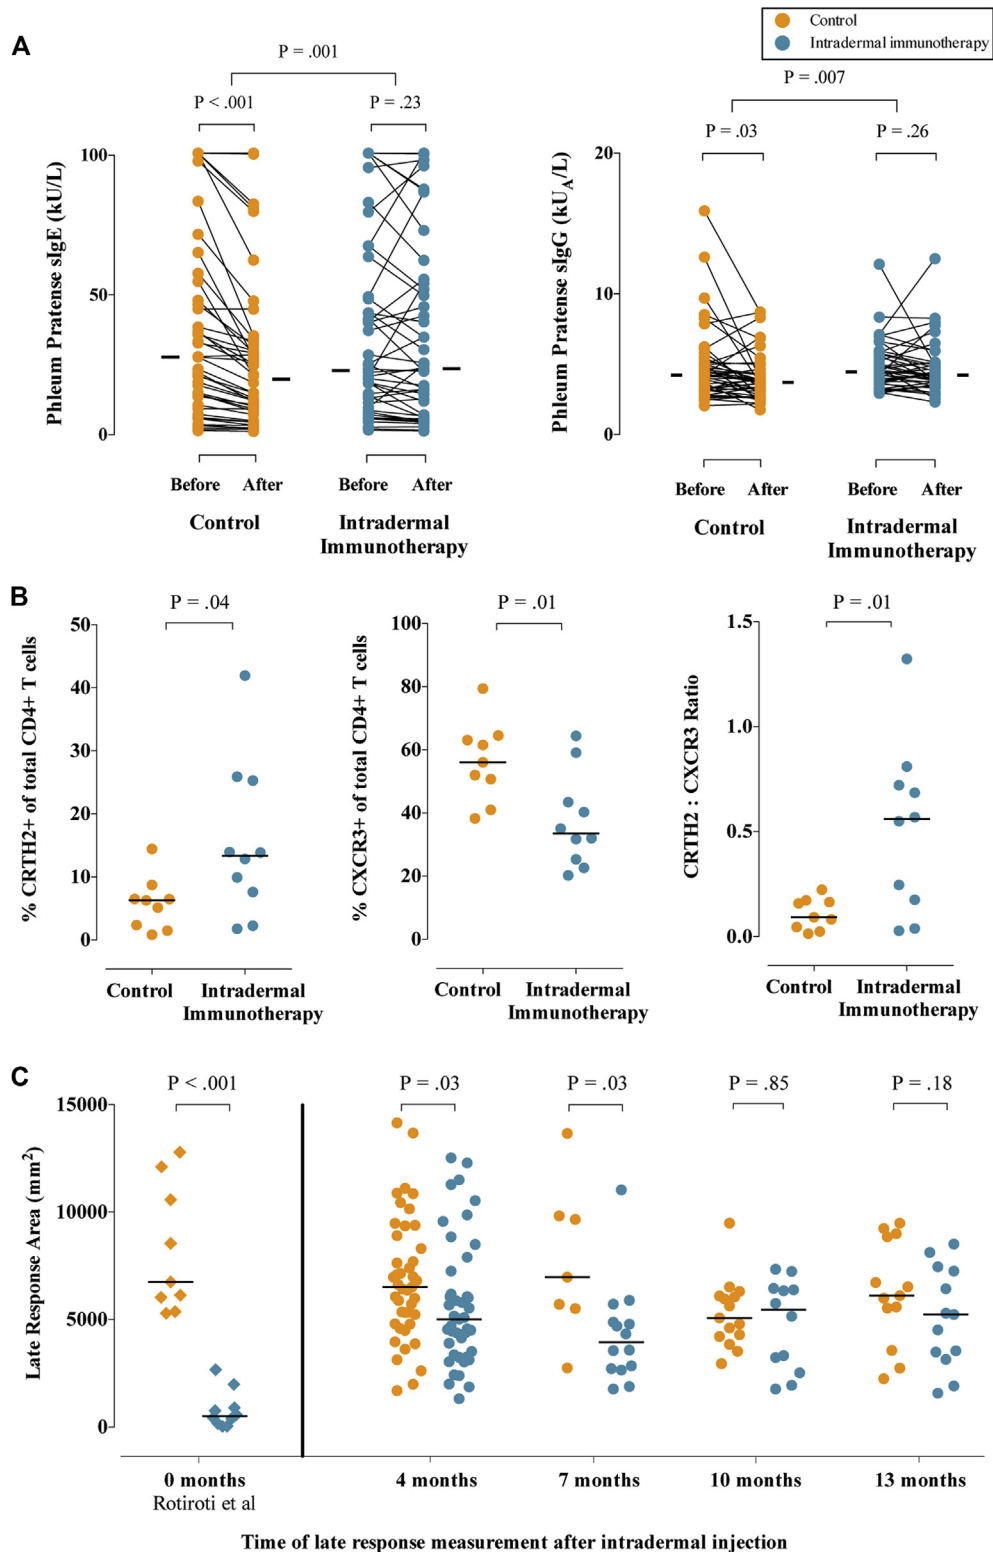 Control
Intradermal immunotherapy
A
P = .001
P < .001
P = .23
Phleum Pratense sIgE (kU/L)
100
50
0
Before After Before After
Control Intradermal
Immunotherapy
P = .007
P = .03
P = .26
Phleum Pratense sIgG (kUA/L)
20
10
0
Before After Before After
Control Intradermal
Immunotherapy
B
P = .04
% CRTH2+ of total CD4+ T cells
50
40
30
20
10
0
Control Intradermal
Immunotherapy
P = .01
% CXCR3+ of total CD4+ T cells
100
80
60
40
20
0
Control Intradermal
Immunotherapy
P = .01
CRTH2 : CXCR3 Ratio
1.5
1.0
0.5
0.0
Control Intradermal
Immunotherapy
C
P < .001
P = .03
P = .03
P = .85
P = .18
Late Response Area (mm2)
15000
10000
5000
0
0 months 4 months 7 months 10 months 13 months
Rotiroti et al
Time of late response measurement after intradermal injection